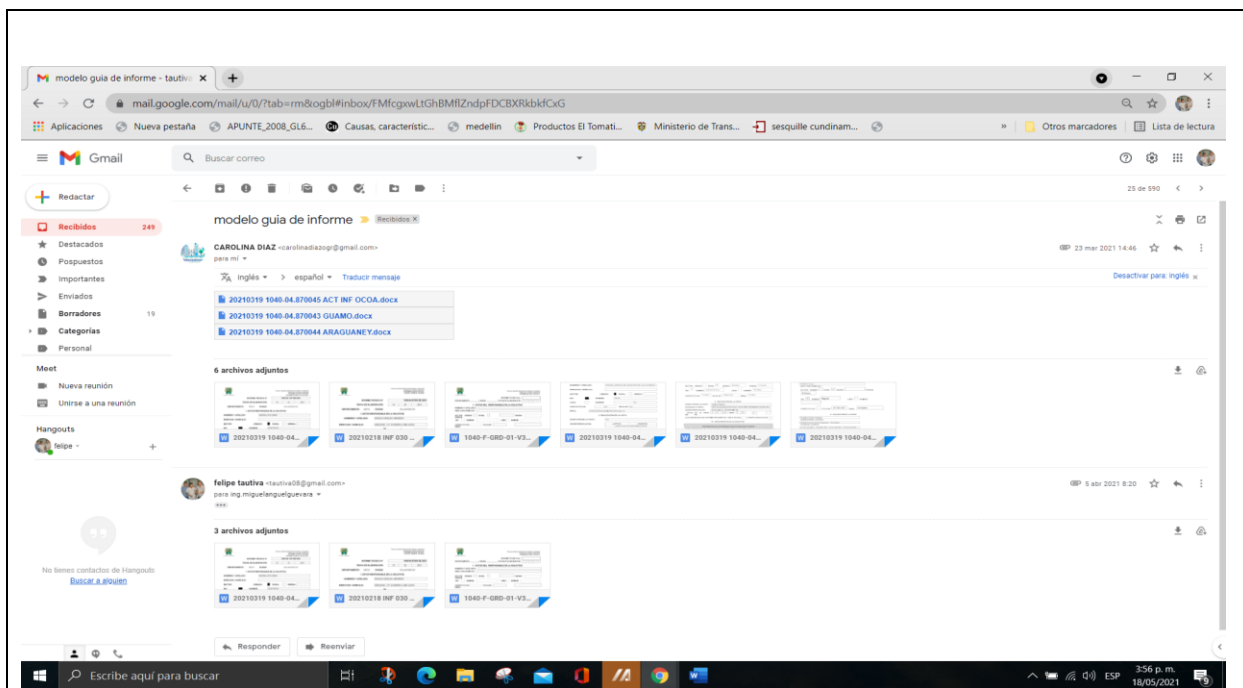 modelo guia de informe - tautiva
mail.google.com/mail/u/0/?tab=rm&ogbl#inbox/FMfcgxwLtGhBMflZndpFDCBXRkbkfCxG
Aplicaciones Nueva pestaña APUNTE_2008_GL6... Causas, característic... medellin Productos El Tomati... Ministerio de Trans... sesquille cundinam... » Otros marcadores Lista de lectura
Gmail Buscar correo
Redactar 25 de 590
modelo guia de informe Recibidos X
Recibidos 249
Destacados
Pospuestos
Importantes
Enviados
Borradores 19
Categorías
Personal
CAROLINA DIAZ <carolinadiazogr@gmail.com> 23 mar 2021 14:46
para mí
inglés > español Traducir mensaje Desactivar para: inglés x
20210319 1040-04.870045 ACT INF OCOA.docx
20210319 1040-04.870043 GUAMO.docx
20210319 1040-04.870044 ARAGUANEY.docx
Meet
Nueva reunión
Unirse a una reunión
Hangouts
felipe
6 archivos adjuntos
W 20210319 1040-04... W 20210218 INF 030 ... W 1040-F-GRD-01-V3... W 20210319 1040-04... W 20210319 1040-04... W 20210319 1040-04...
felipe tautiva <tautiva08@gmail.com> 5 abr 2021 8:20
para ing.miguelanguelguevara
3 archivos adjuntos
W 20210319 1040-04... W 20210218 INF 030 ... W 1040-F-GRD-01-V3...
No tienes contactos de Hangouts
Buscar a alguien
Responder Reenviar
Escribe aquí para buscar ESP 3:56 p. m.
18/05/2021 9